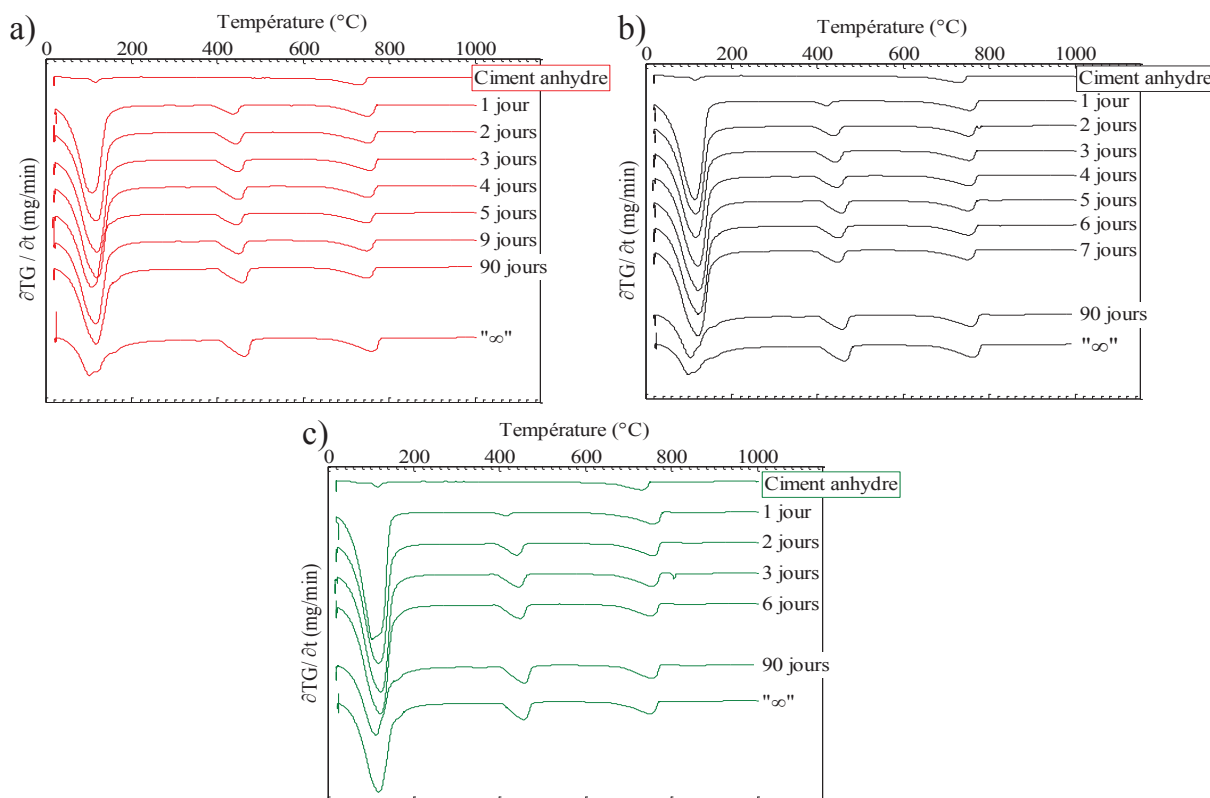 a)
Température (°C)
0 200 400 600 800 1000
Ciment anhydre
1 jour
2 jours
3 jours
4 jours
5 jours
9 jours
90 jours
"∞"
∂TG / ∂t (mg/min)
b)
Température (°C)
0 200 400 600 800 1000
Ciment anhydre
1 jour
2 jours
3 jours
4 jours
5 jours
6 jours
7 jours
90 jours
"∞"
∂TG / ∂t (mg/min)
c)
Température (°C)
0 200 400 600 800 1000
Ciment anhydre
1 jour
2 jours
3 jours
6 jours
90 jours
"∞"
∂TG/ ∂t (mg/min)